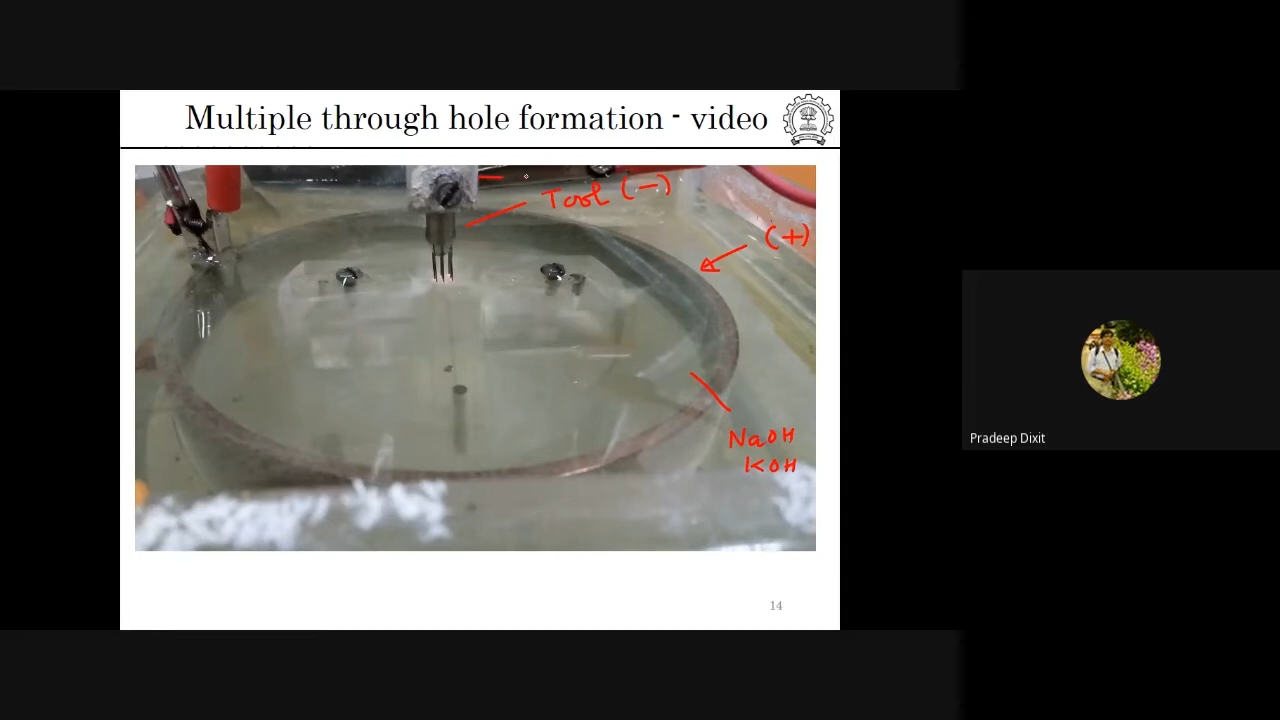 Multiple through hole formation - video
Tool (-)
(+)
NaOH
KOH
Pradeep Dixit
14